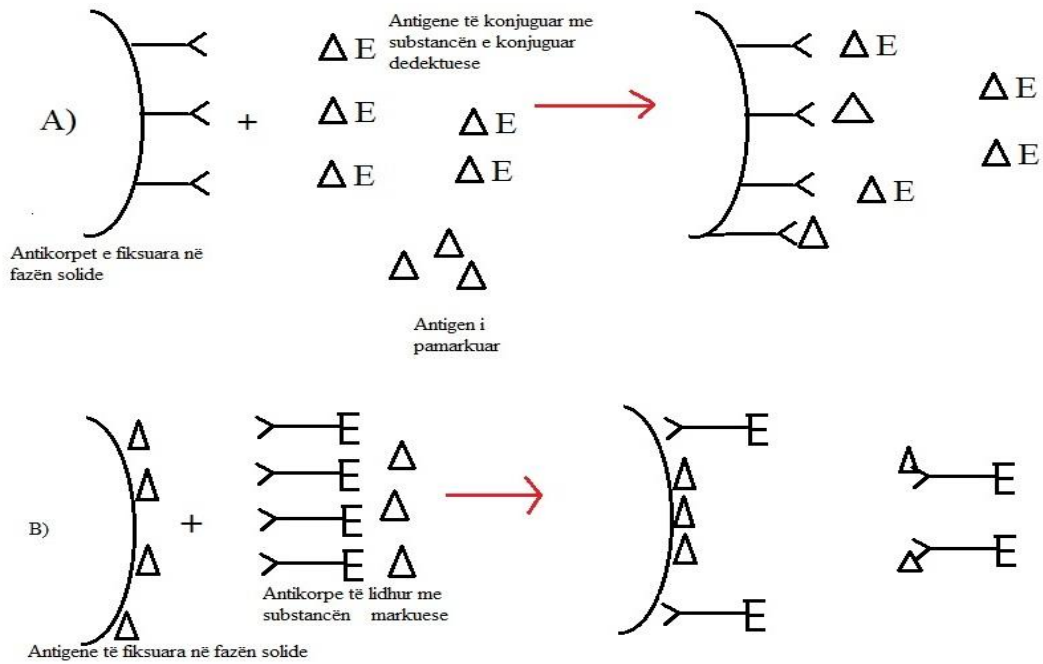 Antigene të konjuguar me
substancën e konjuguar
dedektuese
E
E
E
E
E
A)
+
E
E
E
E
Antikorpet e fiksuara në
fazën solide
Antigen i
pamarkuar
B)
+
E
E
E
E
E
E
E
E
Antikorpe të lidhur me
substancën markuese
Antigene të fiksuara në fazën solide